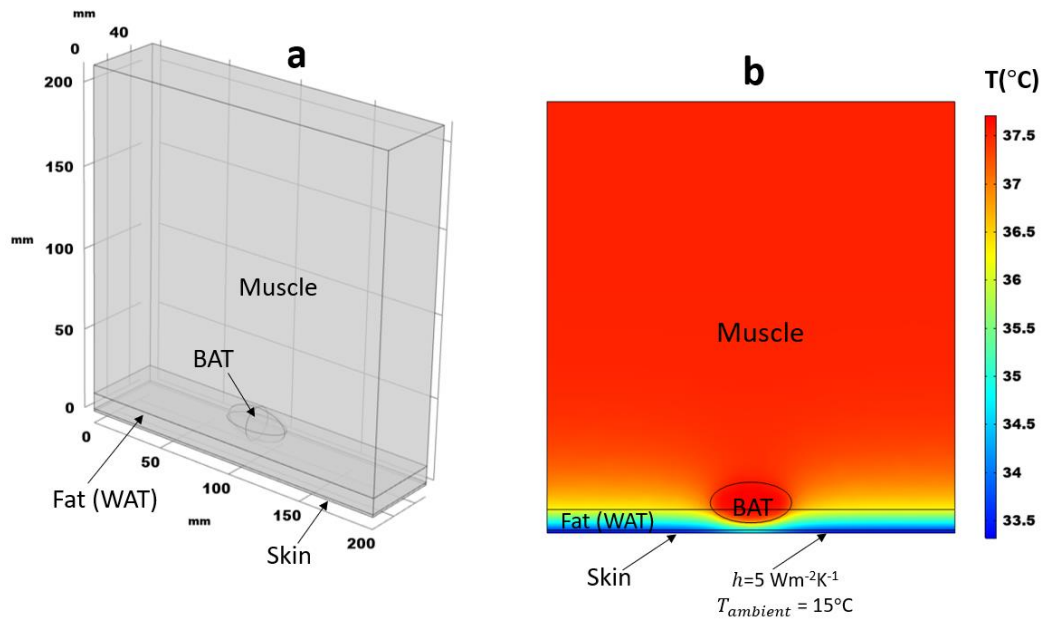 a
mm
0
40
200
150
mm
100
50
0
Muscle
BAT
0
50
100
mm
150
200
Fat (WAT)
Skin
b
T(°C)
37.5
37
36.5
36
35.5
35
34.5
34
33.5
Muscle
BAT
Fat (WAT)
Skin
h=5 Wm⁻²K⁻¹
T_ambient = 15°C